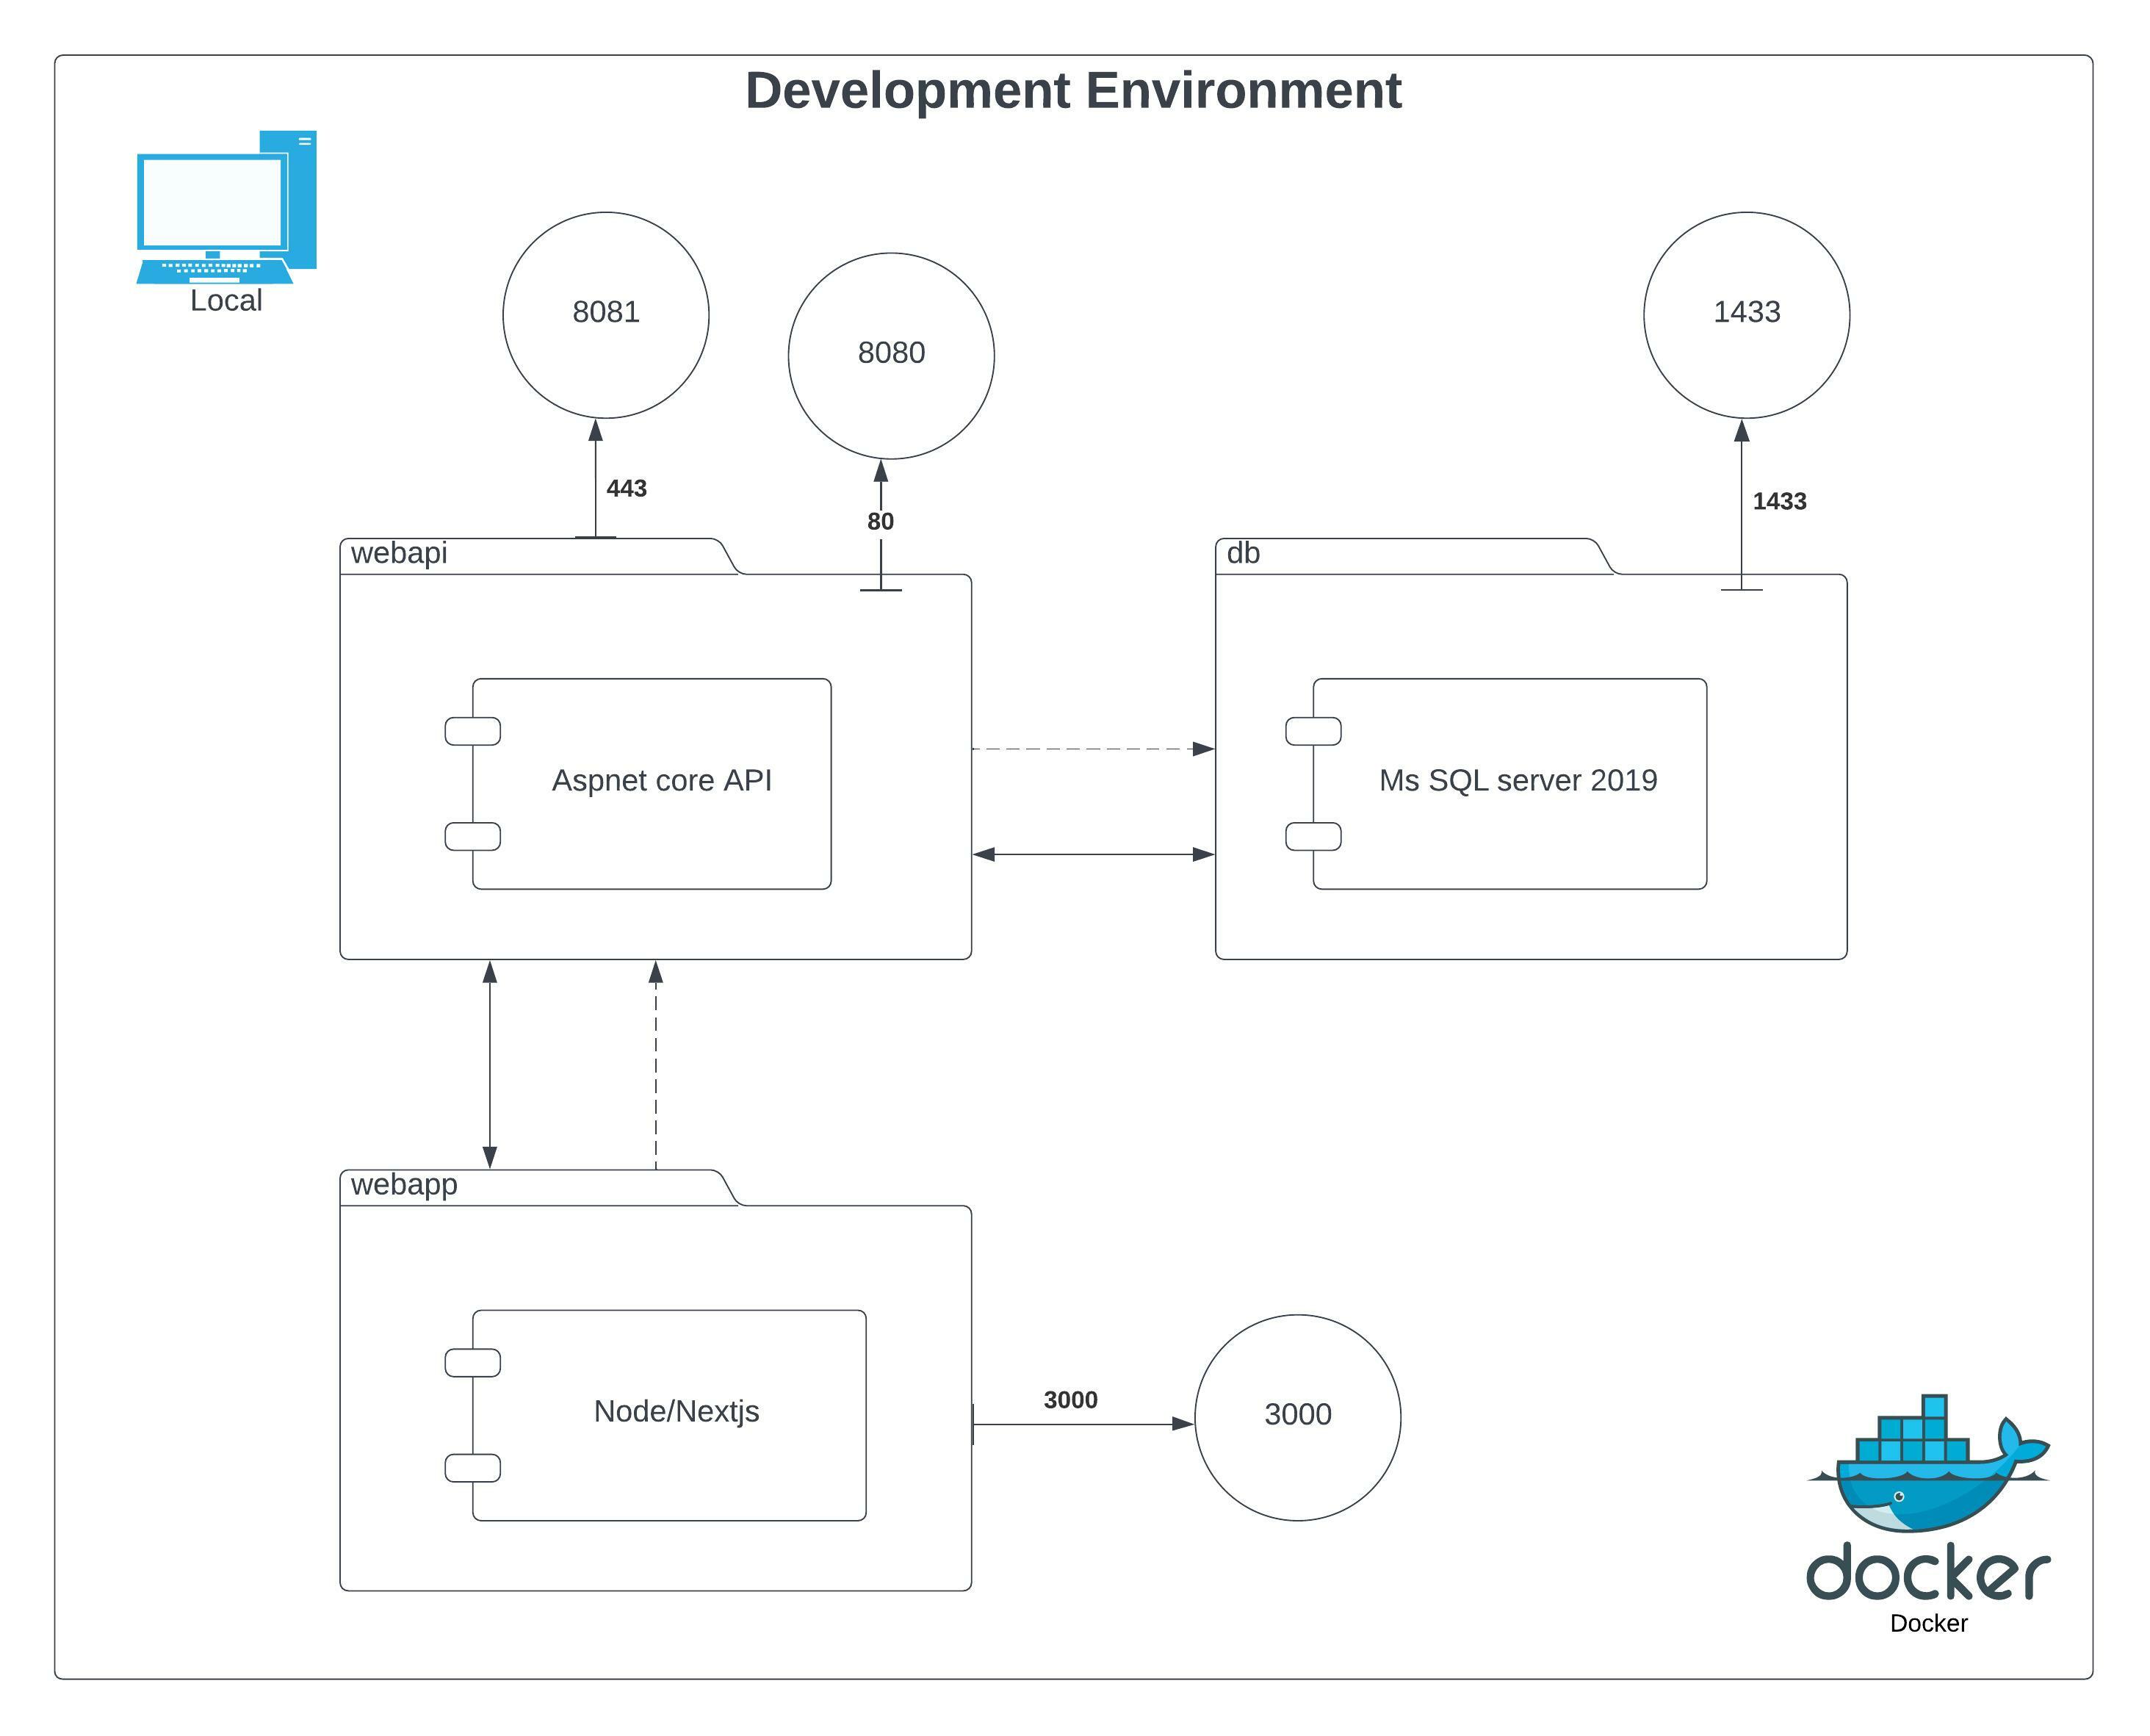 Development Environment
Local
8081
8080
1433
443
80
1433
webapi
db
Aspnet core API
Ms SQL server 2019
webapp
Node/Nextjs
3000
3000
docker
Docker